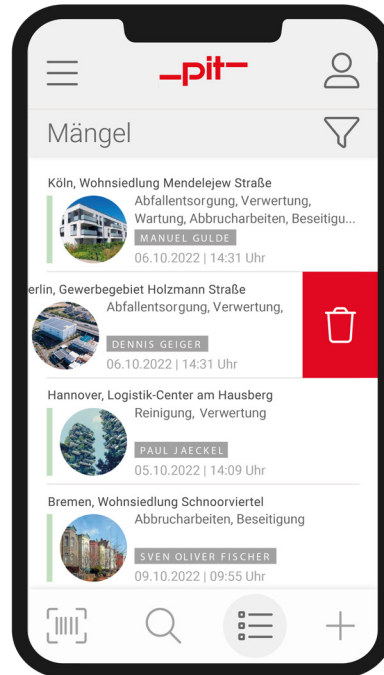 pit
Mängel
Köln, Wohnsiedlung Mendelejew Straße
Abfallentsorgung, Verwertung,
Wartung, Abbrucharbeiten, Beseitigu...
MANUEL GULDE
06.10.2022 | 14:31 Uhr
erlin, Gewerbegebiet Holzmann Straße
Abfallentsorgung, Verwertung,
DENNIS GEIGER
06.10.2022 | 14:31 Uhr
Hannover, Logistik-Center am Hausberg
Reinigung, Verwertung
PAUL JAECKEL
05.10.2022 | 14:09 Uhr
Bremen, Wohnsiedlung Schnoorviertel
Abbrucharbeiten, Beseitigung
SVEN OLIVER FISCHER
09.10.2022 | 09:55 Uhr